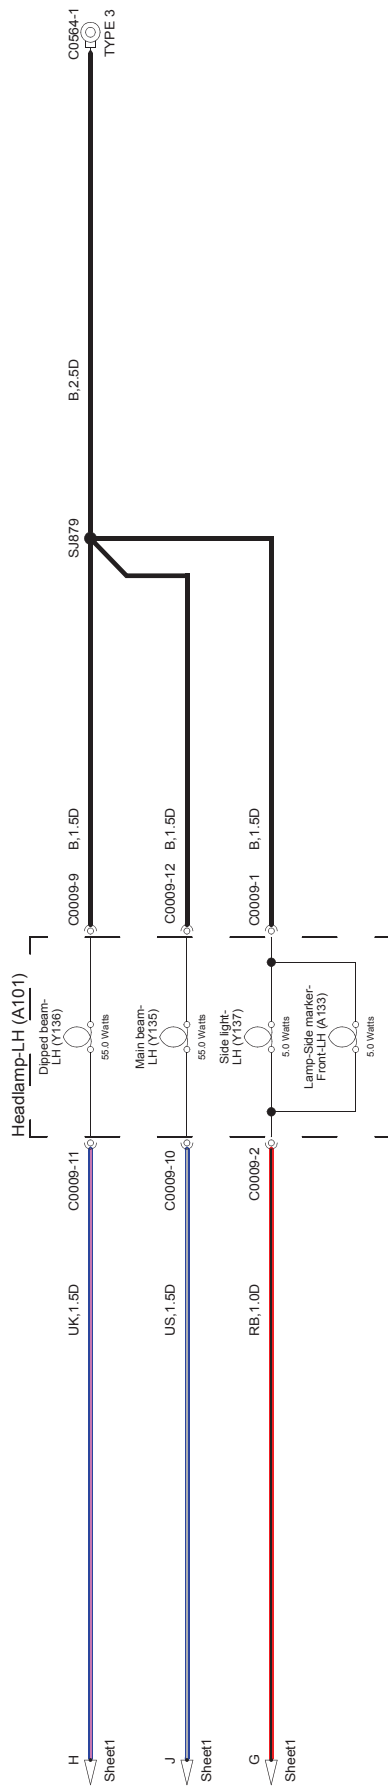 C0564-1
TYPE 3
B,2.5D
SJ879
B,1.5D
B,1.5D
B,1.5D
C0009-9
C0009-12
C0009-1
Headlamp-LH (A101)
Dipped beam-
LH (Y136)
55.0 Watts
Main beam-
LH (Y135)
55.0 Watts
Side light-
LH (Y137)
5.0 Watts
Lamp-Side marker-
Front-LH (A133)
5.0 Watts
C0009-11
C0009-10
C0009-2
UK,1.5D
US,1.5D
RB,1.0D
H
Sheet1
J
Sheet1
G
Sheet1